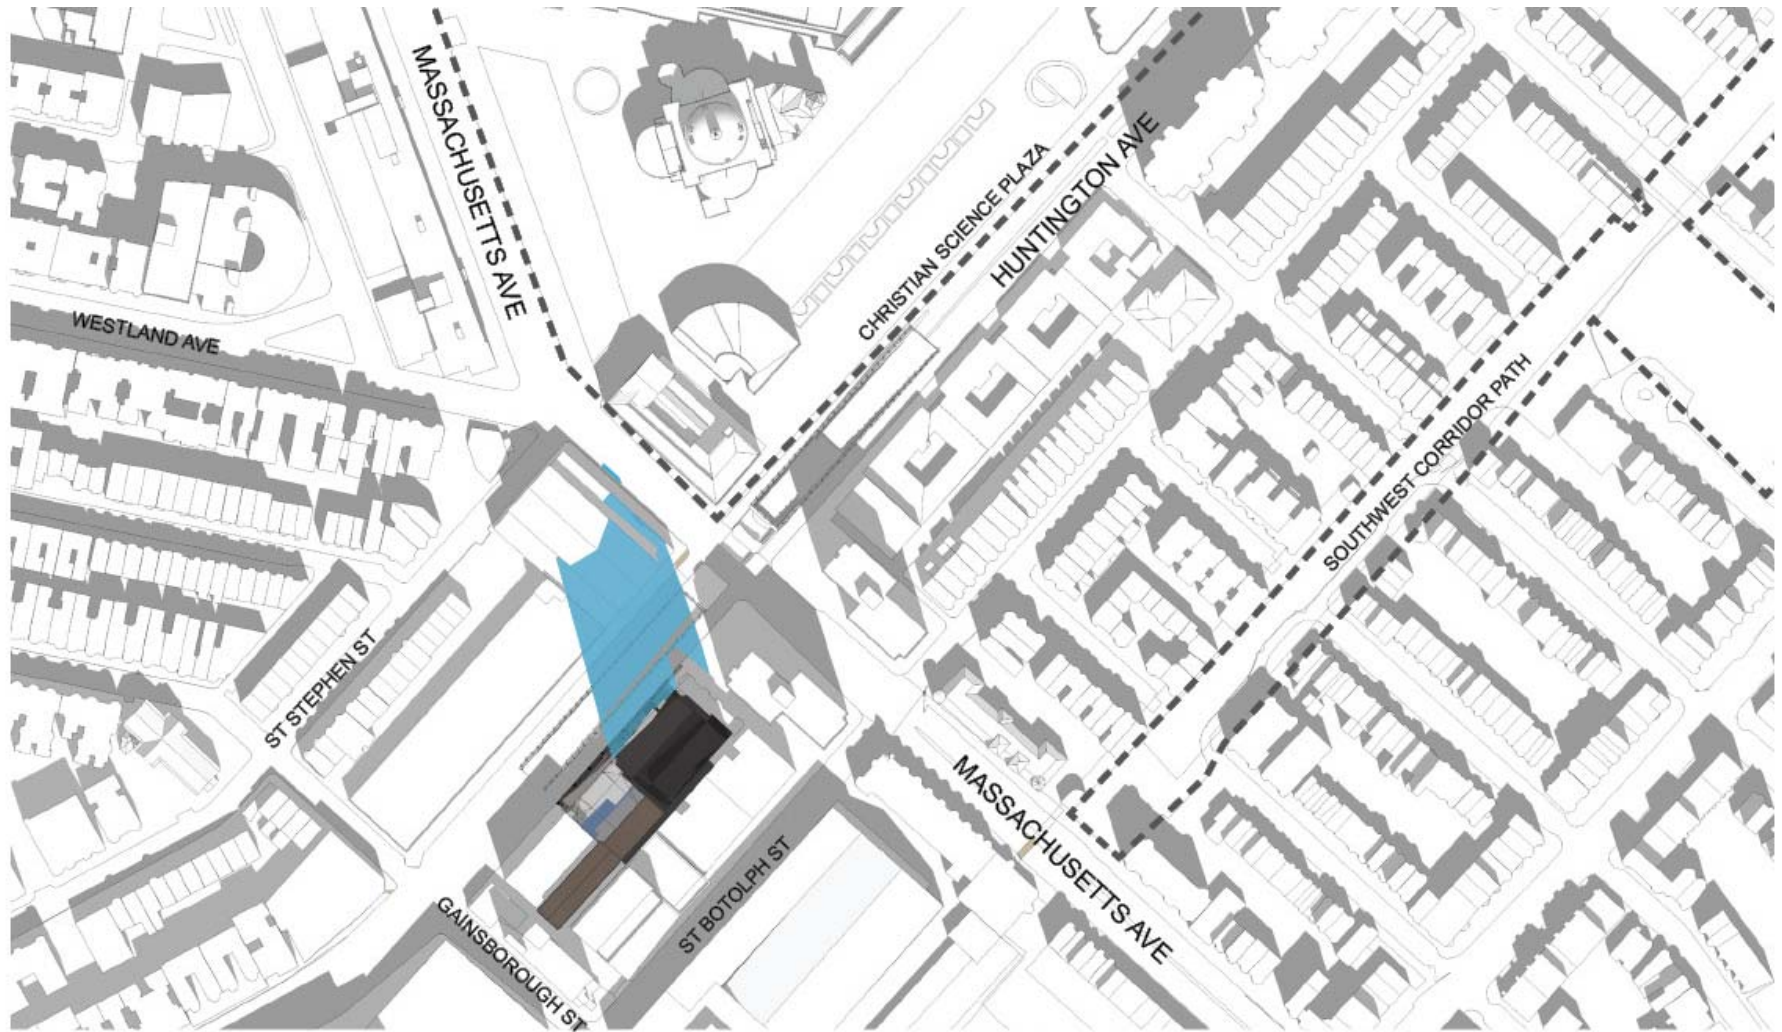 MASSACHUSETTS AVE
CHRISTIAN SCIENCE PLAZA
HUNTINGTON AVE
WESTLAND AVE
SOUTHWEST CORRIDOR PATH
ST STEPHEN ST
MASSACHUSETTS AVE
ST BOTOLPH ST
GAINSBOROUGH ST